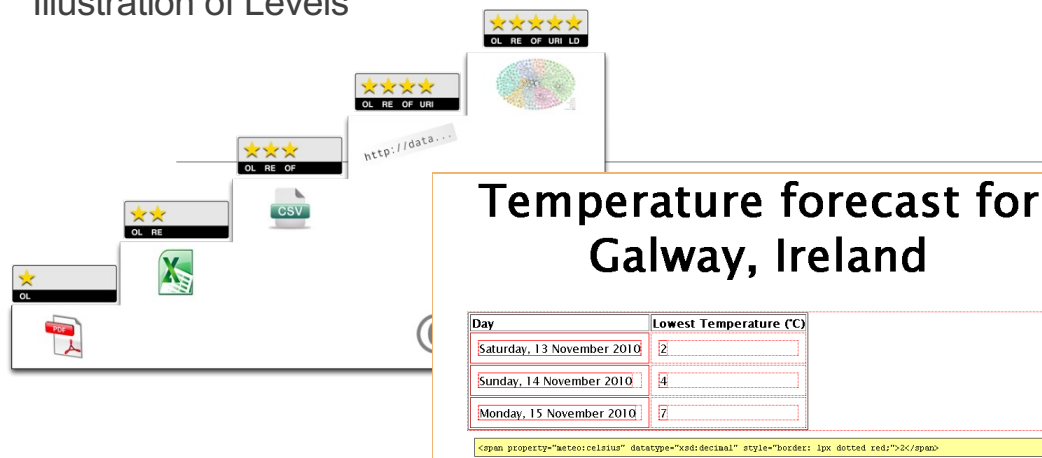 Illustration of Levels
OL RE OF URI LD
OL RE OF URI
http://data...
OL RE OF
CSV
OL RE
OL
PDF
Temperature forecast for
Galway, Ireland
Day Lowest Temperature (°C)
Saturday, 13 November 2010 2
Sunday, 14 November 2010 4
Monday, 15 November 2010 7
<span property="meteo:celsius" datatype="xsd:decimal" style="border: 1px dotted red;">2</span>